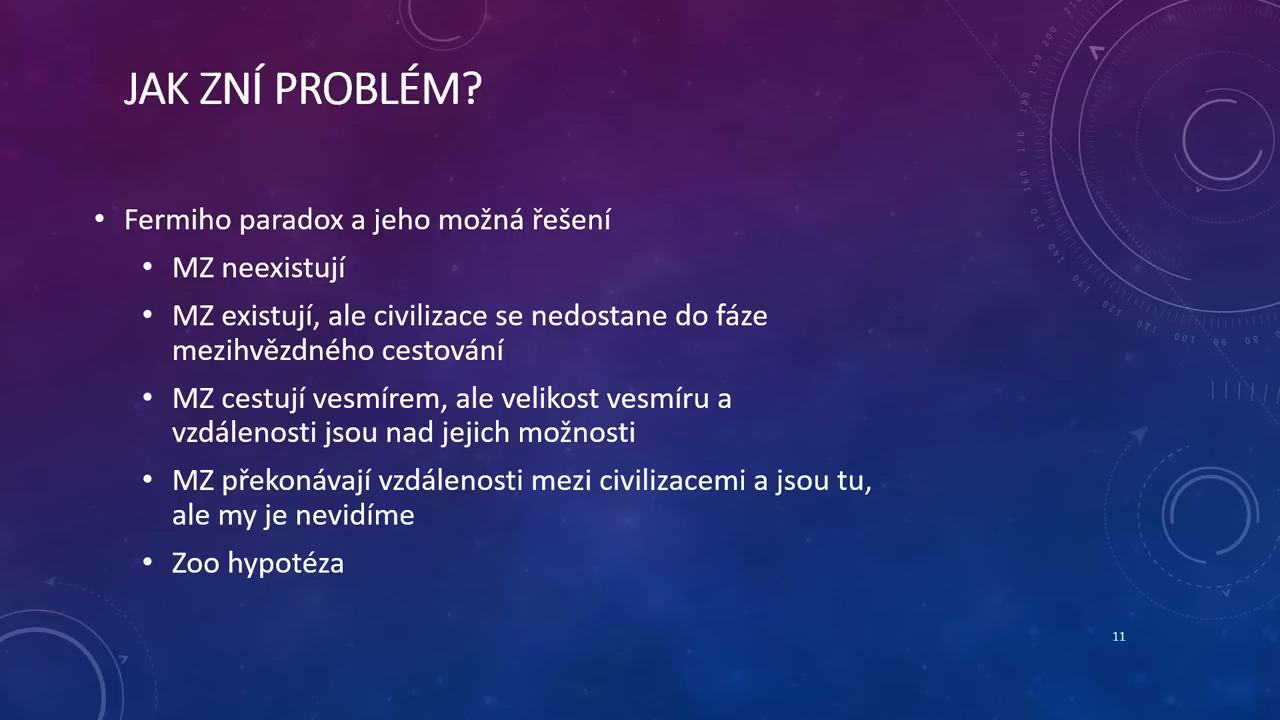 JAK ZNÍ PROBLÉM?
• Fermiho paradox a jeho možná řešení
• MZ neexistují
• MZ existují, ale civilizace se nedostane do fáze
mezihvězdného cestování
• MZ cestují vesmírem, ale velikost vesmíru a
vzdálenosti jsou nad jejich možnosti
• MZ překonávají vzdálenosti mezi civilizacemi a jsou tu,
ale my je nevidíme
• Zoo hypotéza
11